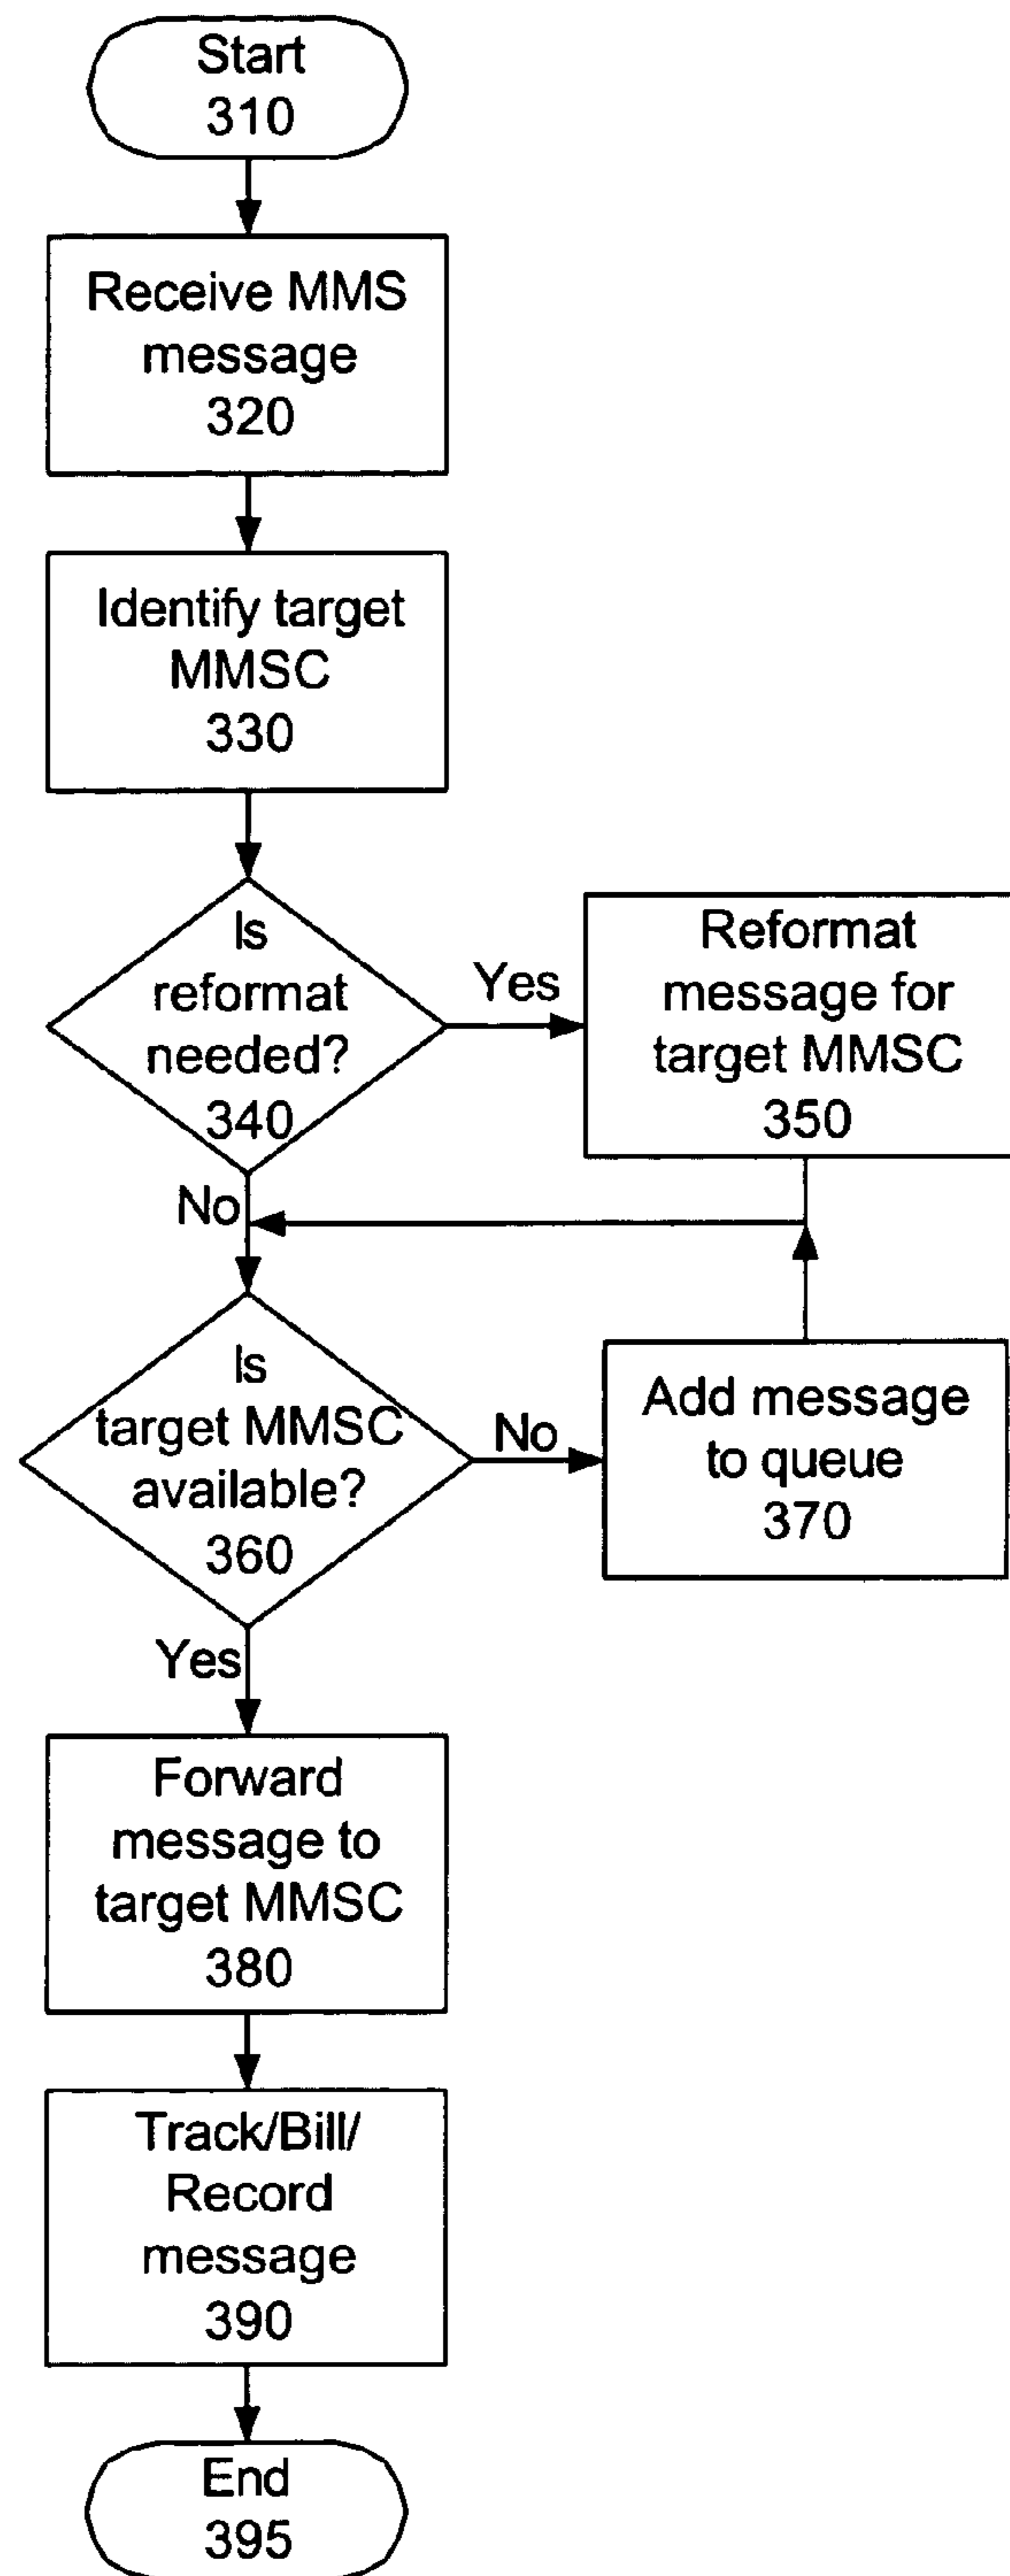 Start
310
Receive MMS
message
320
Identify target
MMSC
330
Is
reformat
needed?
340
Yes
Reformat
message for
target MMSC
350
No
Is
target MMSC
available?
360
No
Add message
to queue
370
Yes
Forward
message to
target MMSC
380
Track/Bill/
Record
message
390
End
395